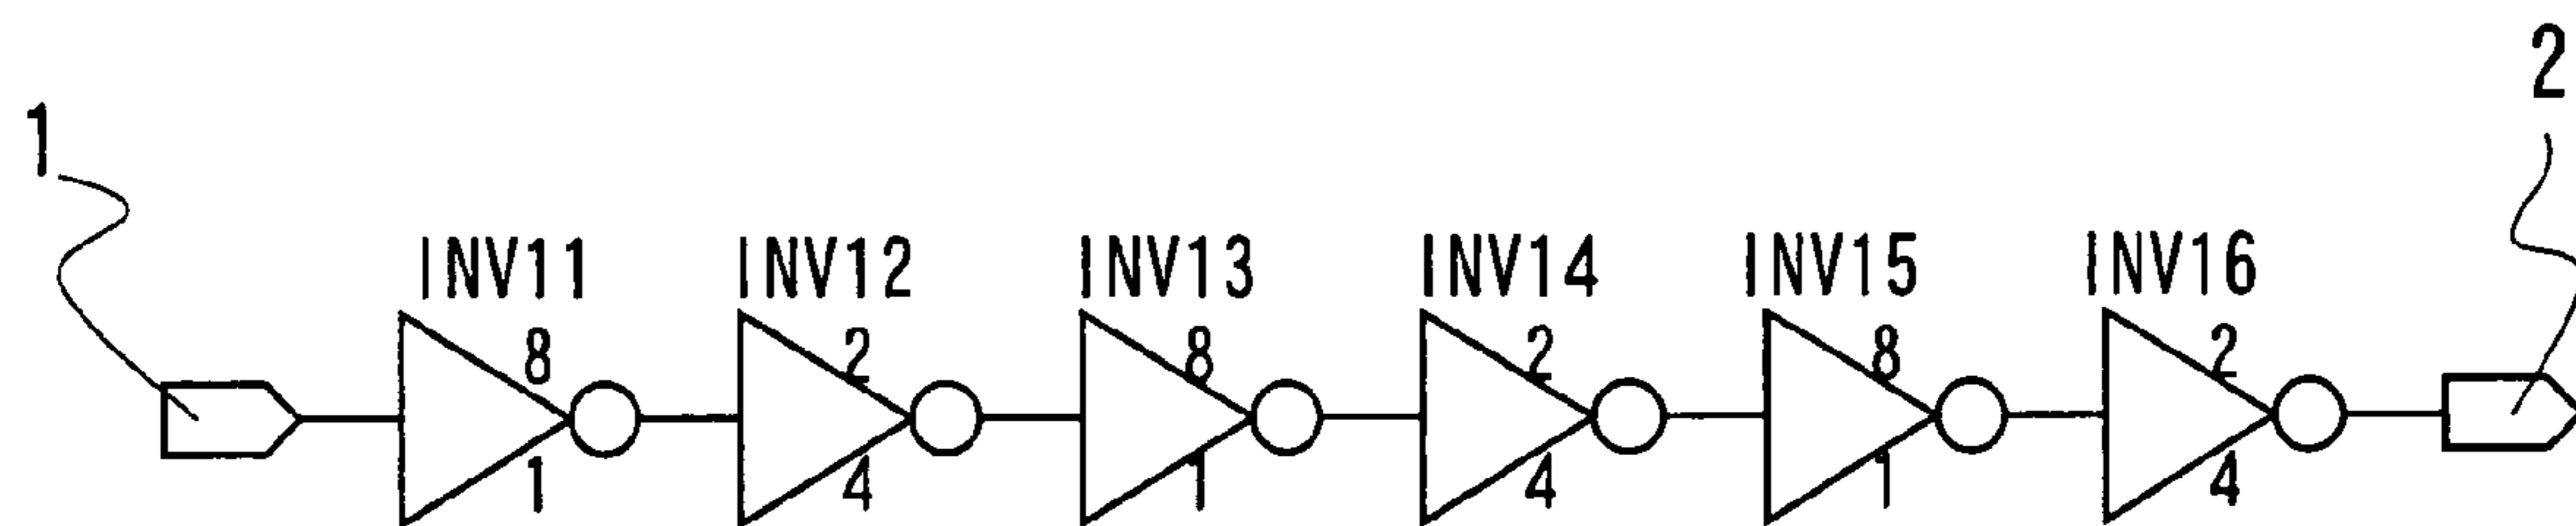 2
1
INV11 INV12 INV13 INV14 INV15 INV16
8 2 8 2 8 2
1 4 1 4 1 4